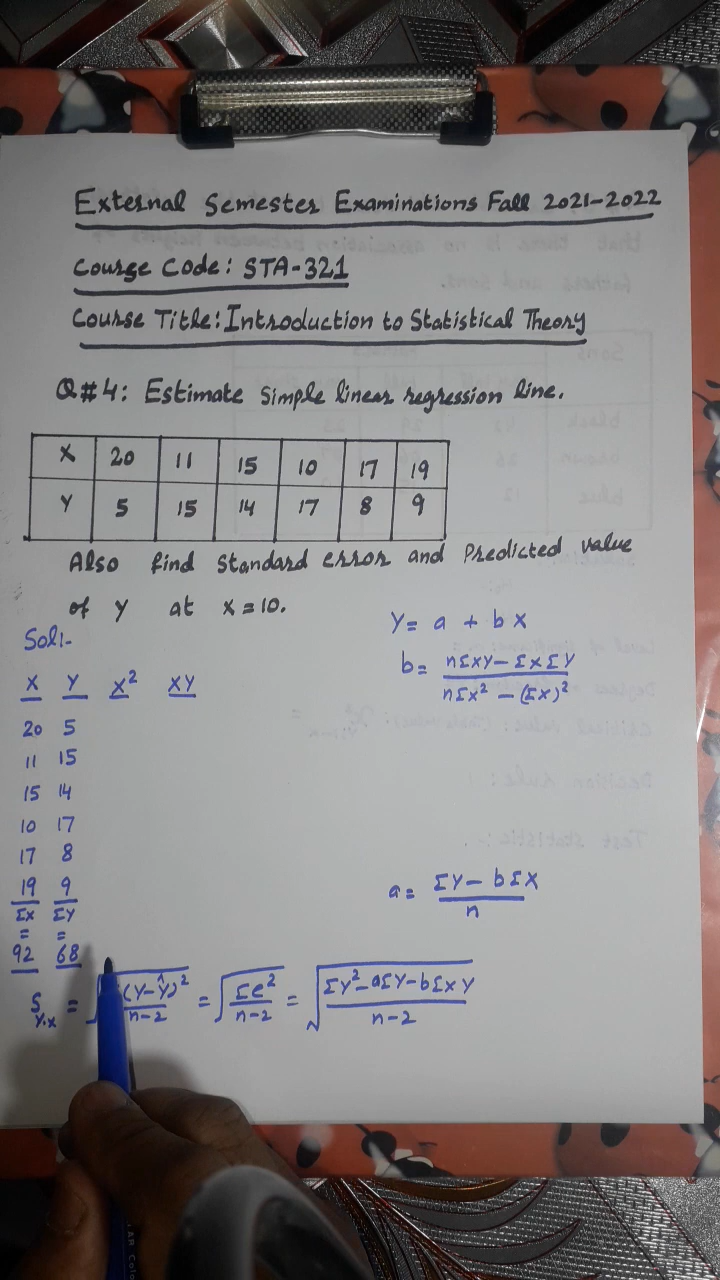 External Semester Examinations Fall 2021-2022
Course Code: STA-321
Course Title: Introduction to Statistical Theory
Q#4: Estimate Simple linear regression line.
X 20 11 15 10 17 19
Y 5 15 14 17 8 9
Also find standard error and Predicted value
of Y at X=10.
Sol:-
Y= a + bX
b= nΣXY-ΣXΣY / nΣX² - (ΣX)²
X Y X² XY
20 5
11 15
15 14
10 17
17 8
19 9
a= ΣY-bΣX / n
ΣX ΣY
= =
92 68
S_Y.X = √(Y-Ŷ)² / n-2 = √Σe² / n-2 = √ΣY²-aΣY-bΣXY / n-2